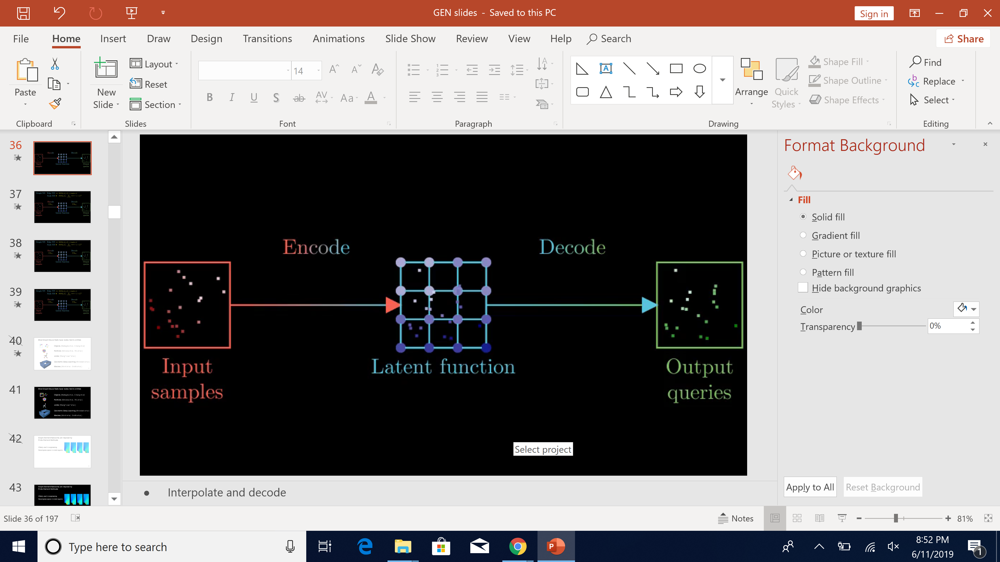 GEN slides - Saved to this PC
Sign in
File Home Insert Draw Design Transitions Animations Slide Show Review View Help Search
Share
Paste
New Slide
Layout
Reset
Section
14
Arrange
Quick Styles
Shape Fill
Shape Outline
Shape Effects
Find
Replace
Select
Clipboard
Slides
Font
Paragraph
Drawing
Editing
36
37
38
39
40
41
42
43
Encode
Decode
Input
samples
Latent function
Output
queries
Select project
Interpolate and decode
Format Background
Fill
Solid fill
Gradient fill
Picture or texture fill
Pattern fill
Hide background graphics
Color
Transparency
0%
Apply to All
Reset Background
Slide 36 of 197
Notes
81%
Type here to search
8:52 PM
6/11/2019
1